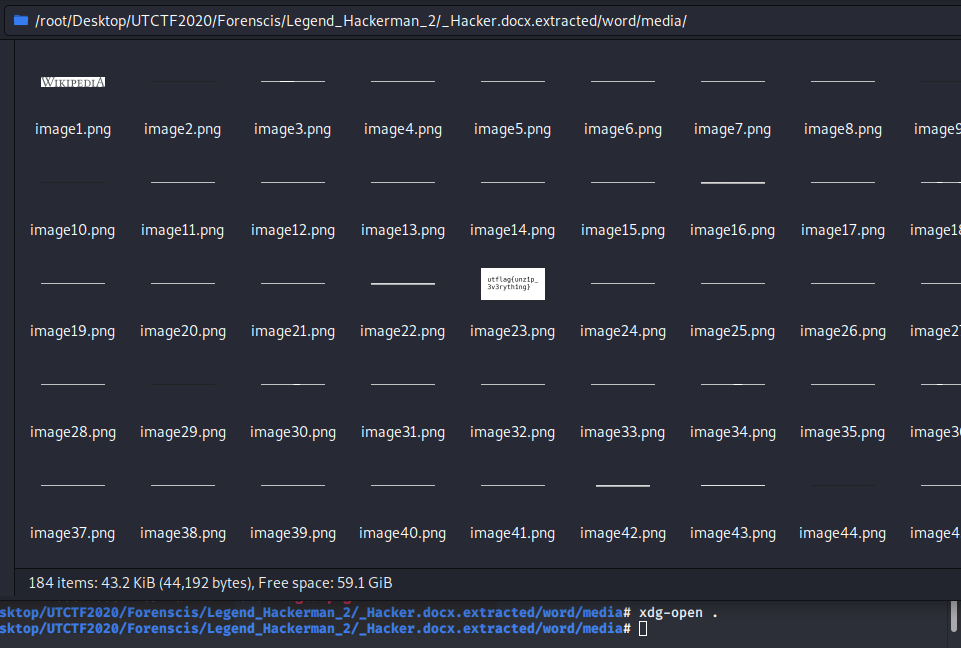 /root/Desktop/UTCTF2020/Forenscis/Legend_Hackerman_2/_Hacker.docx.extracted/word/media/
WIKIPEDIA
image1.png image2.png image3.png image4.png image5.png image6.png image7.png image8.png image9
image10.png image11.png image12.png image13.png image14.png image15.png image16.png image17.png image18
utflag{unz1p_
3v3ryth1ng}
image19.png image20.png image21.png image22.png image23.png image24.png image25.png image26.png image27
image28.png image29.png image30.png image31.png image32.png image33.png image34.png image35.png image3
image37.png image38.png image39.png image40.png image41.png image42.png image43.png image44.png image4
184 items: 43.2 KiB (44,192 bytes), Free space: 59.1 GiB
sktop/UTCTF2020/Forenscis/Legend_Hackerman_2/_Hacker.docx.extracted/word/media# xdg-open .
sktop/UTCTF2020/Forenscis/Legend_Hackerman_2/_Hacker.docx.extracted/word/media#